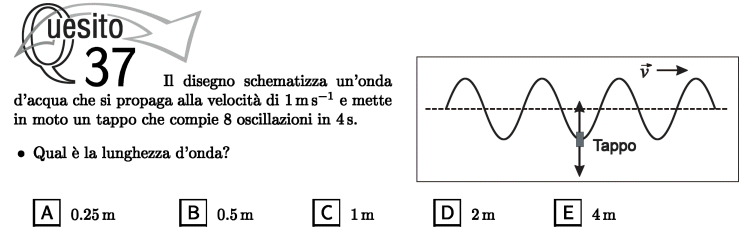 Quesito
37
Il disegno schematizza un'onda
d'acqua che si propaga alla velocità di 1 m s⁻¹ e mette
in moto un tappo che compie 8 oscillazioni in 4 s.
• Qual è la lunghezza d'onda?
v⃗
Tappo
A 0.25 m B 0.5 m C 1 m D 2 m E 4 m